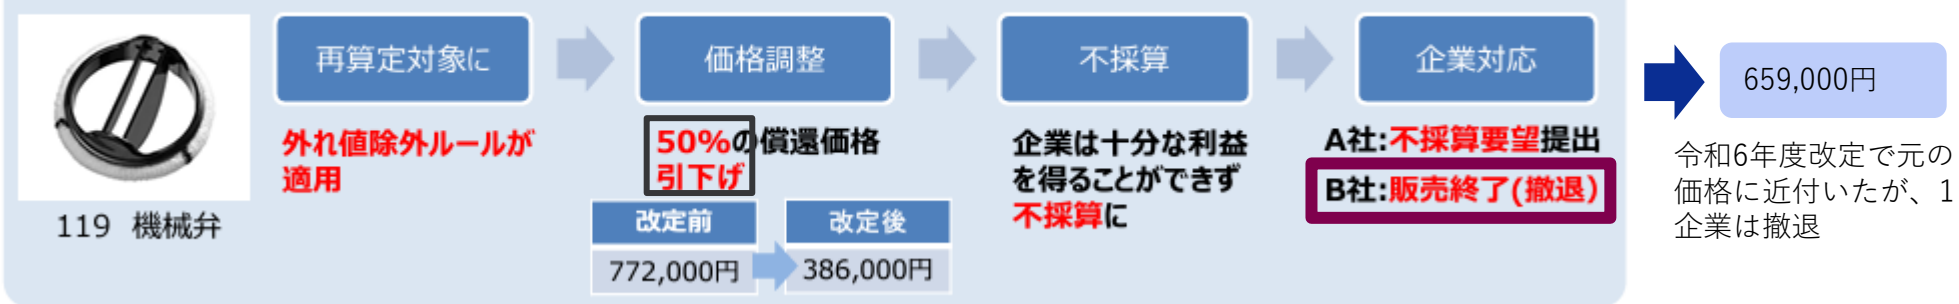 119 機械弁
再算定対象に
外れ値除外ルールが
適用
価格調整
50%の償還価格
引下げ
改定前
改定後
772,000円
386,000円
不採算
企業は十分な利益
を得ることができず
不採算に
企業対応
A社:不採算要望提出
B社:販売終了(撤退)
659,000円
令和6年度改定で元の
価格に近付いたが、1
企業は撤退